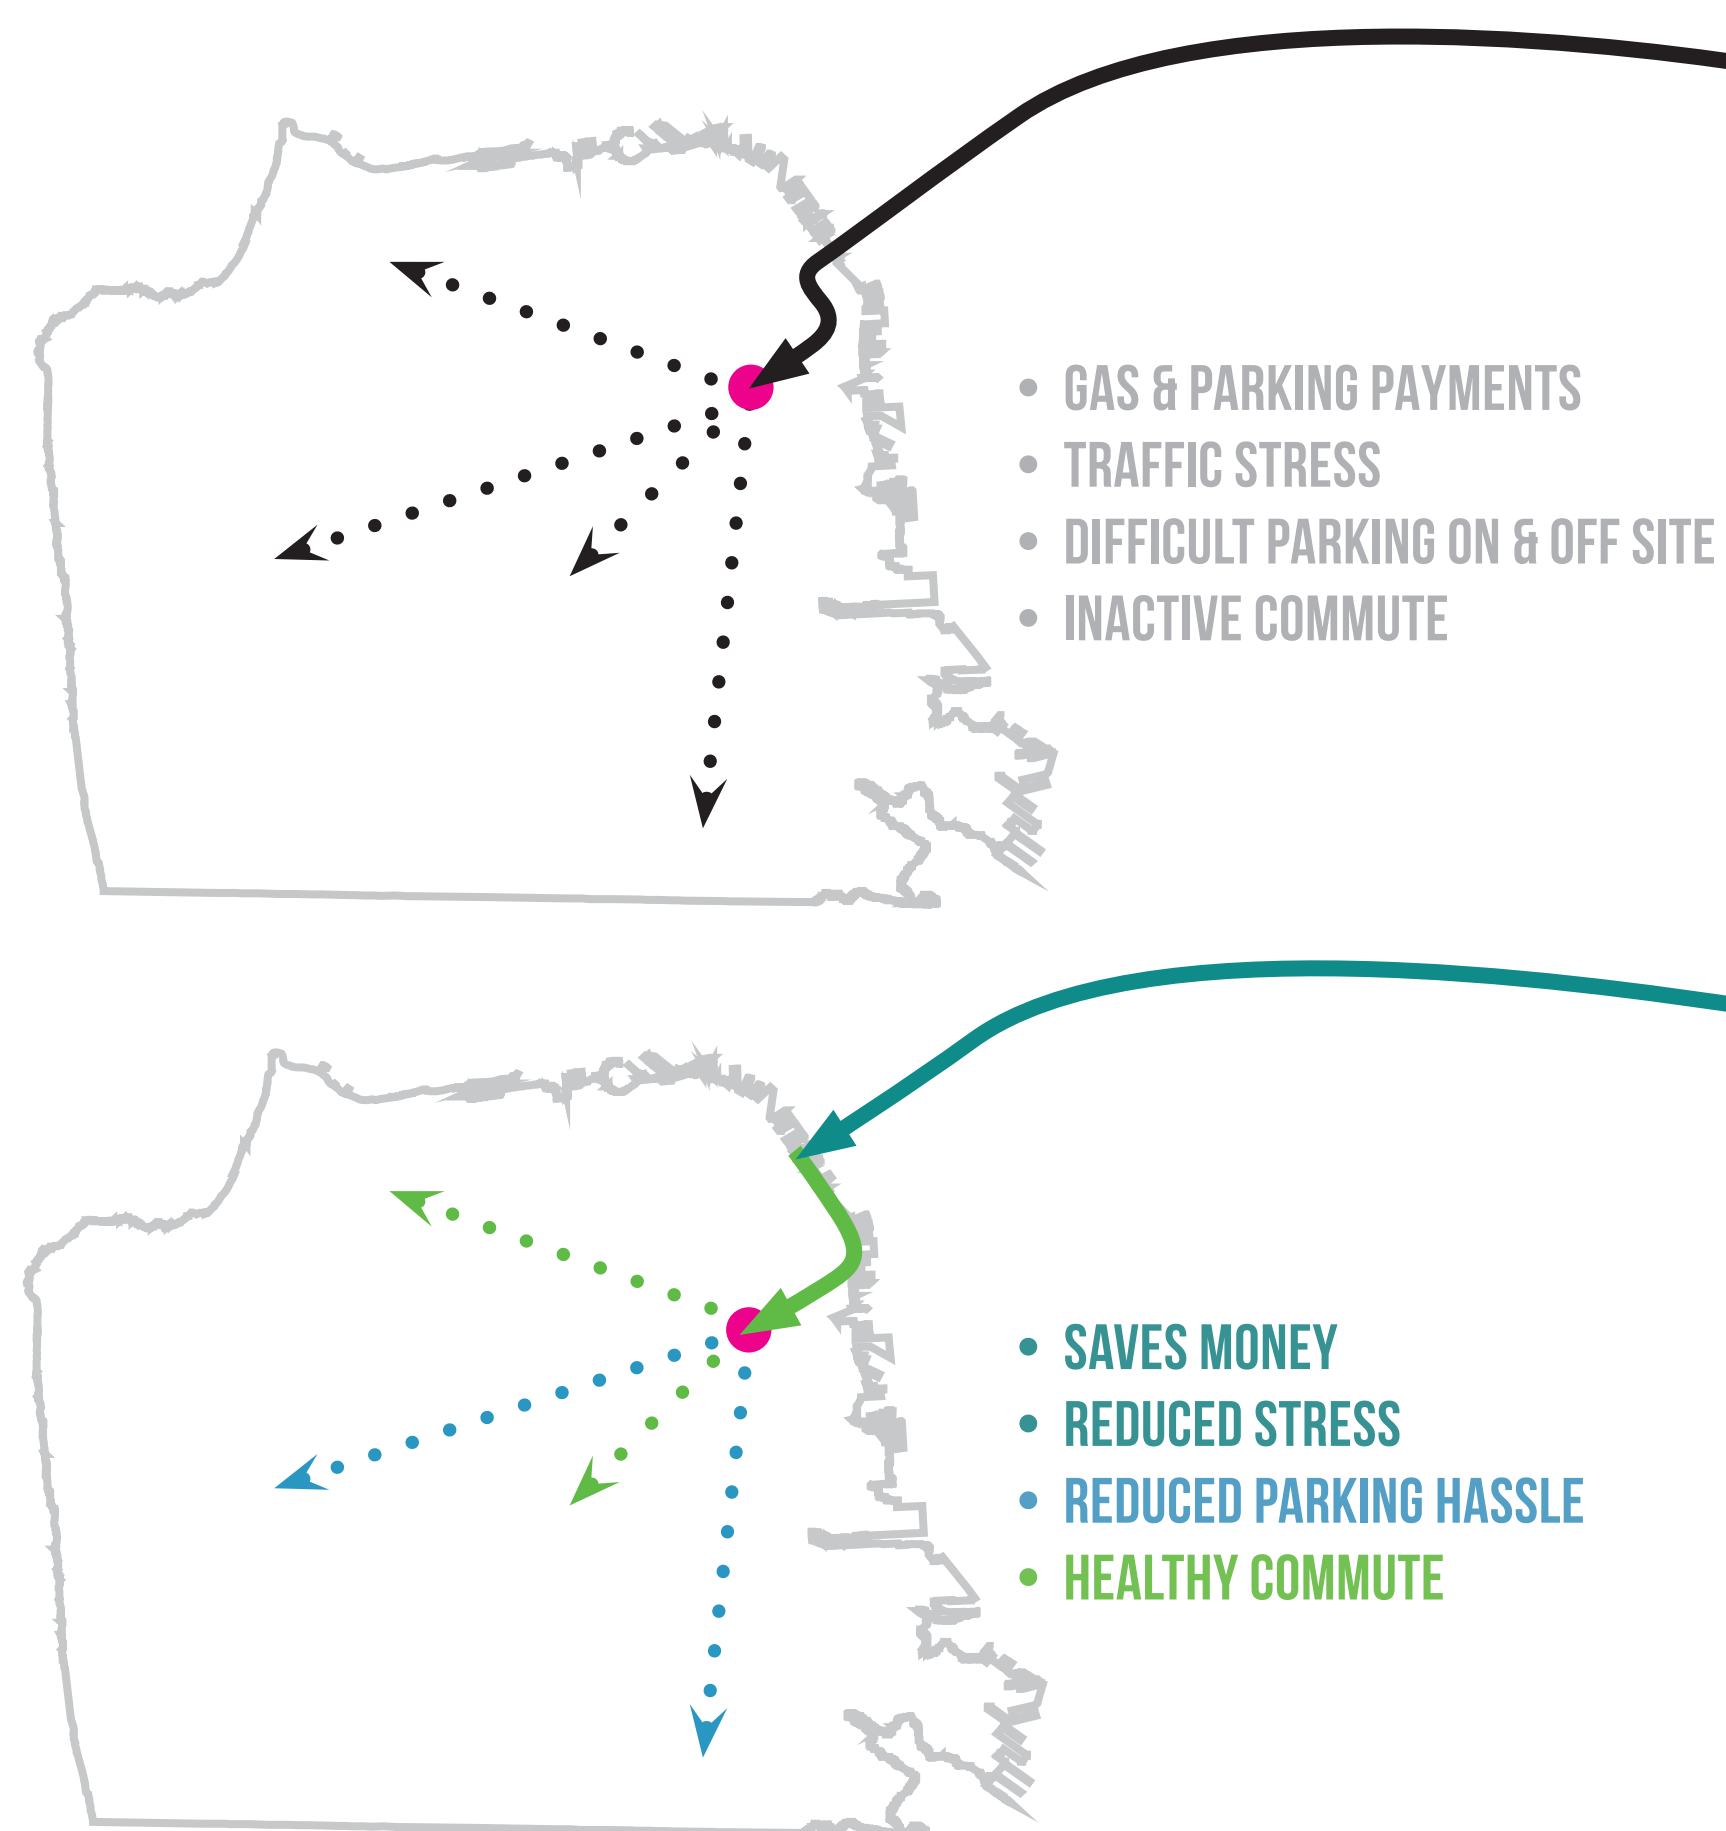 • GAS & PARKING PAYMENTS
• TRAFFIC STRESS
• DIFFICULT PARKING ON & OFF SITE
• INACTIVE COMMUTE
• SAVES MONEY
• REDUCED STRESS
• REDUCED PARKING HASSLE
• HEALTHY COMMUTE